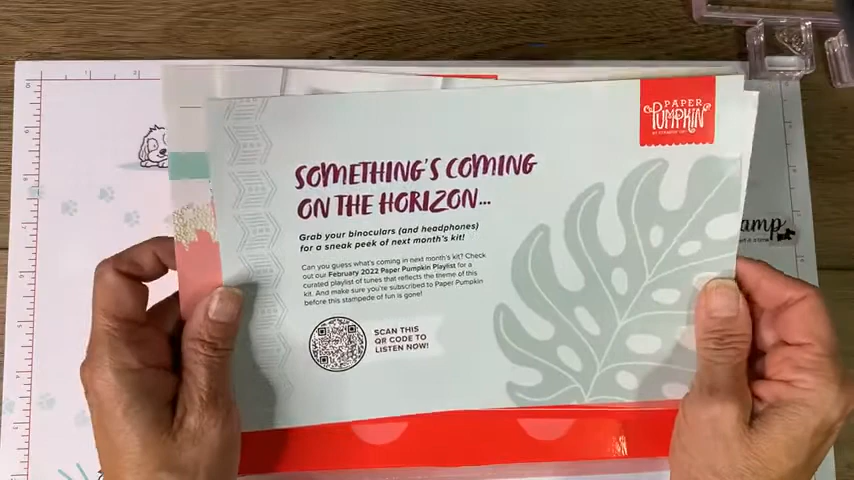 PAPER
PUMPKIN
SOMETHING'S COMING
ON THE HORIZON...
Grab your binoculars (and headphones)
for a sneak peek of next month's kit!
Can you guess what's coming in next month's kit? Check
out our February 2022 Paper Pumpkin Playlist for a
curated playlist of tunes that reflects the theme of this
kit. And make sure you're subscribed to Paper Pumpkin
before this stampede of fun is gone!
SCAN THIS
QR CODE TO
LISTEN NOW!